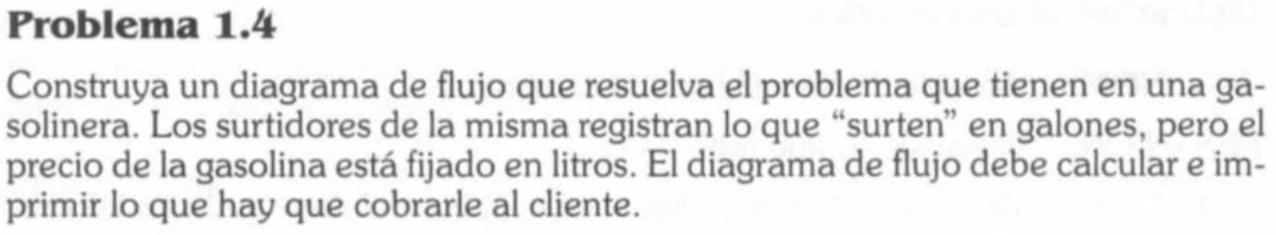 Problema 1.4
Construya un diagrama de flujo que resuelva el problema que tienen en una ga-
solinera. Los surtidores de la misma registran lo que “surten” en galones, pero el
precio de la gasolina está fijado en litros. El diagrama de flujo debe calcular e im-
primir lo que hay que cobrarle al cliente.